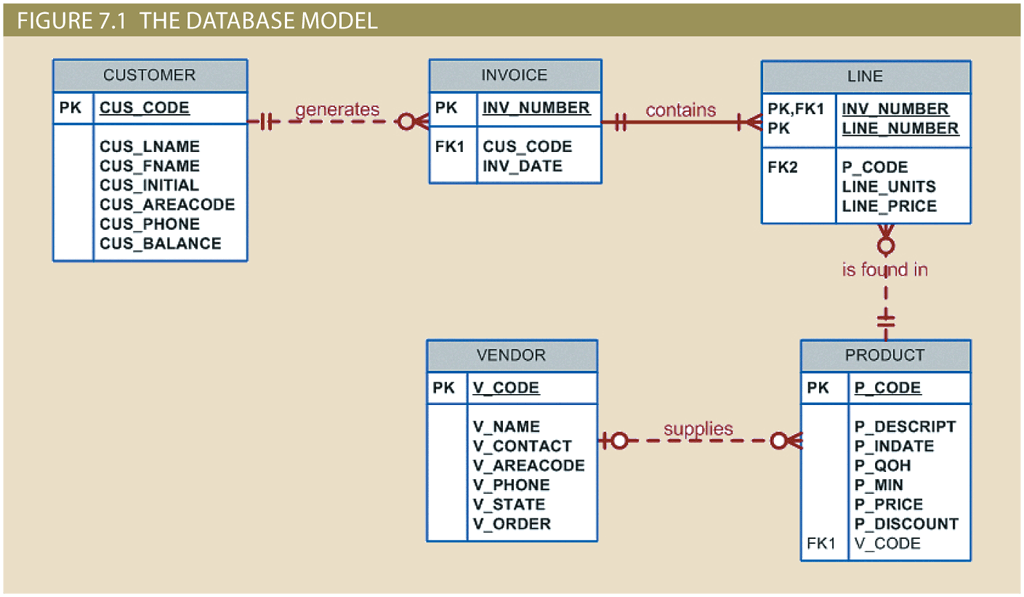 FIGURE 7.1 THE DATABASE MODEL
CUSTOMER
PK CUS_CODE
CUS_LNAME
CUS_FNAME
CUS_INITIAL
CUS_AREACODE
CUS_PHONE
CUS_BALANCE
generates
INVOICE
PK INV_NUMBER
FK1 CUS_CODE
INV_DATE
contains
LINE
PK,FK1 INV_NUMBER
PK LINE_NUMBER
FK2 P_CODE
LINE_UNITS
LINE_PRICE
is found in
VENDOR
PK V_CODE
V_NAME
V_CONTACT
V_AREACODE
V_PHONE
V_STATE
V_ORDER
supplies
PRODUCT
PK P_CODE
P_DESCRIPT
P_INDATE
P_QOH
P_MIN
P_PRICE
P_DISCOUNT
FK1 V_CODE